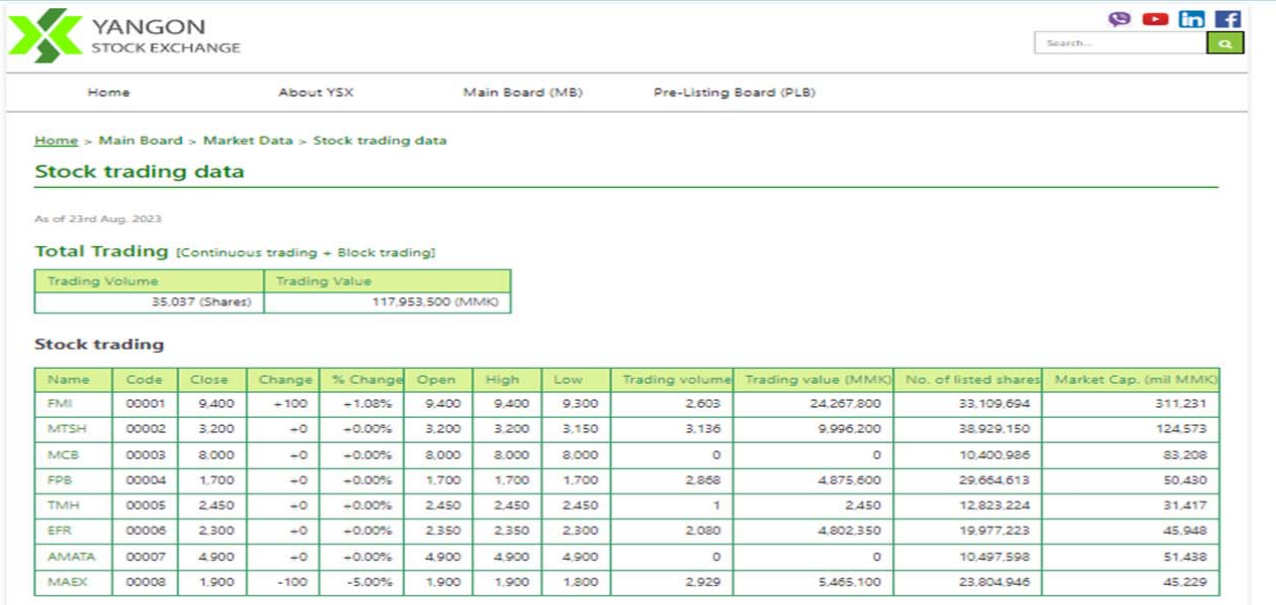 YANGON
STOCK EXCHANGE
Search...
Home About YSX Main Board (MB) Pre-Listing Board (PLB)
Home > Main Board > Market Data > Stock trading data
Stock trading data
As of 23rd Aug. 2023
Total Trading [Continuous trading + Block trading]
Trading Volume Trading Value
35,037 (Shares) 117,953,500 (MMK)
Stock trading
Name Code Close Change % Change Open High Low Trading volume Trading value (MMK) No. of listed shares Market Cap. (mil MMK)
FMI 00001 9,400 +100 +1.08% 9,400 9,400 9,300 2,603 24,267,800 33,109,694 311,231
MTSH 00002 3,200 +0 +0.00% 3,200 3,200 3,150 3,136 9,996,200 38,929,150 124,573
MCB 00003 8,000 +0 +0.00% 8,000 8,000 8,000 0 0 10,400,986 83,208
FPB 00004 1,700 +0 +0.00% 1,700 1,700 1,700 2,868 4,875,600 29,664,613 50,430
TMH 00005 2,450 +0 +0.00% 2,450 2,450 2,450 1 2,450 12,823,224 31,417
EFR 00006 2,300 +0 +0.00% 2,350 2,350 2,300 2,080 4,802,350 19,977,223 45,948
AMATA 00007 4,900 +0 +0.00% 4,900 4,900 4,900 0 0 10,497,598 51,438
MAEX 00008 1,900 -100 -5.00% 1,900 1,900 1,800 2,929 5,465,100 23,804,946 45,229